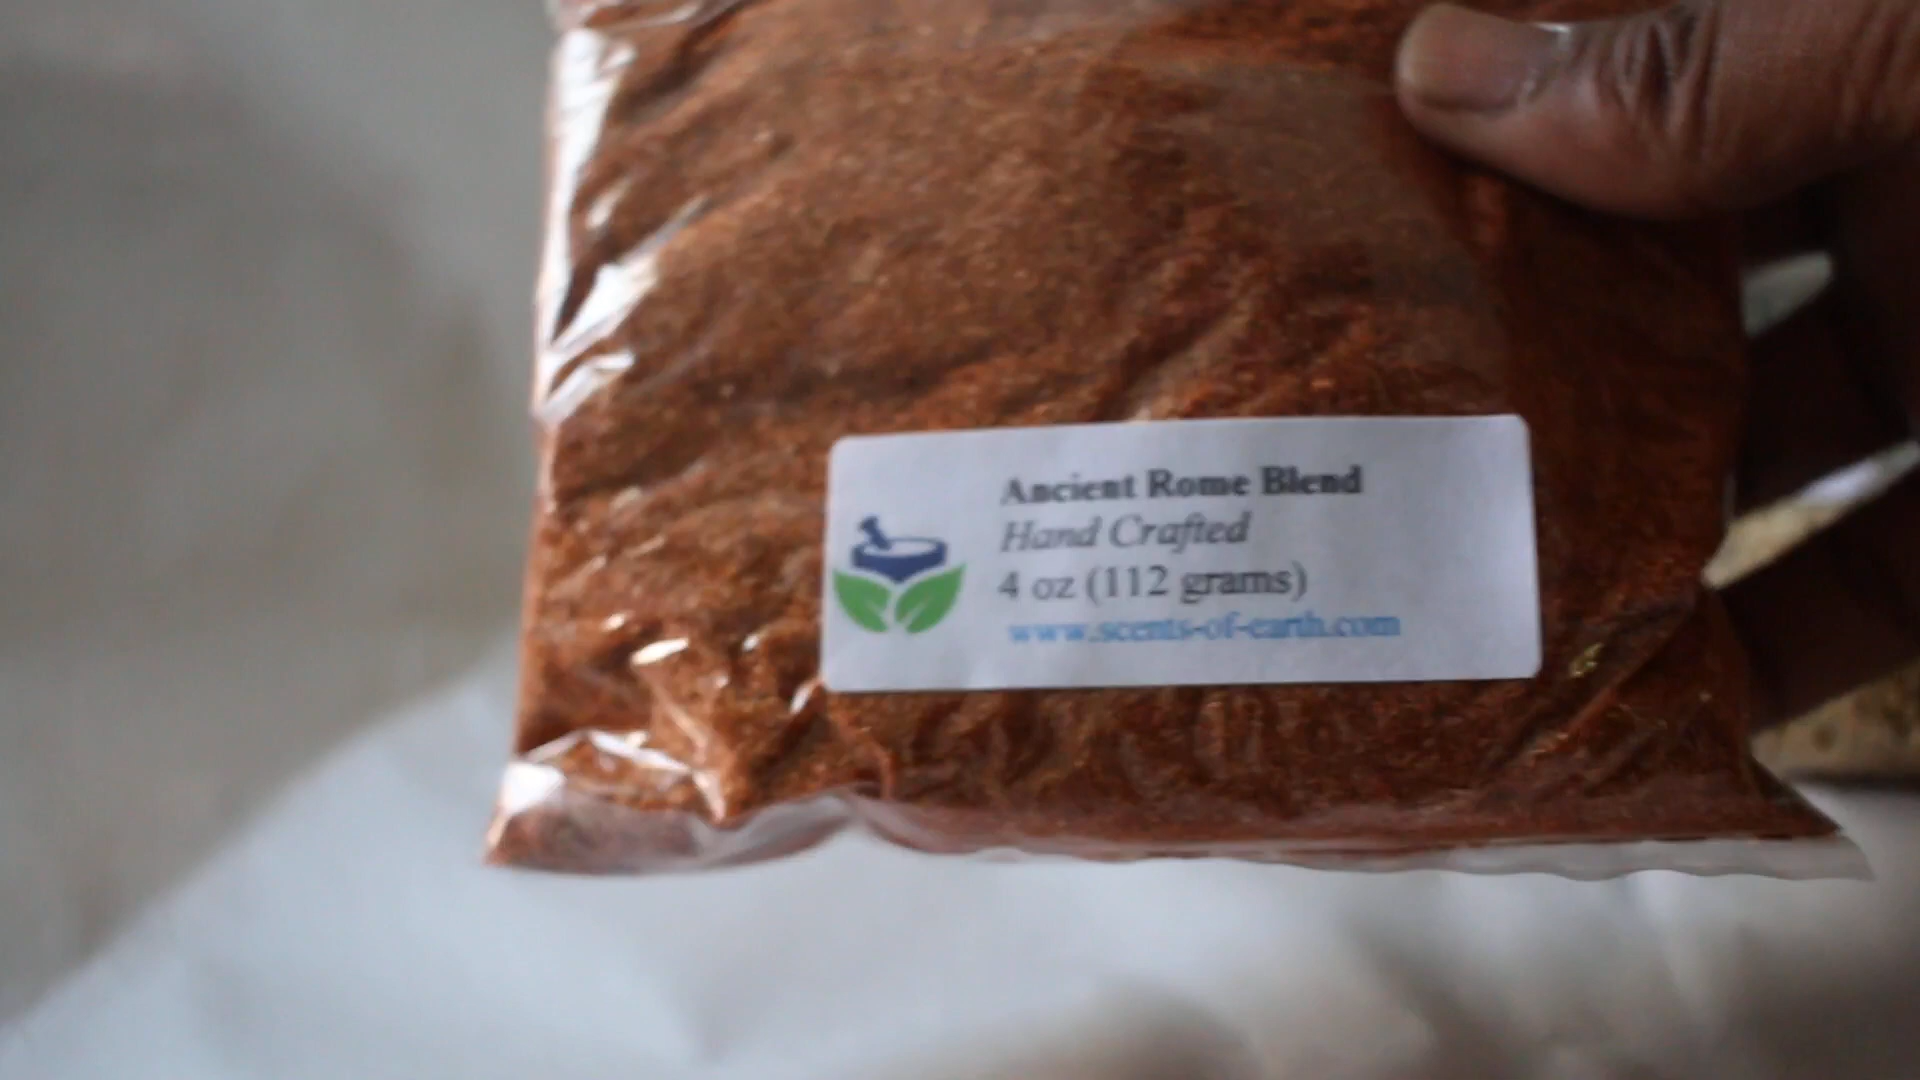 Ancient Rome Blend
Hand Crafted
4 oz (112 grams)
www.scents-of-earth.com